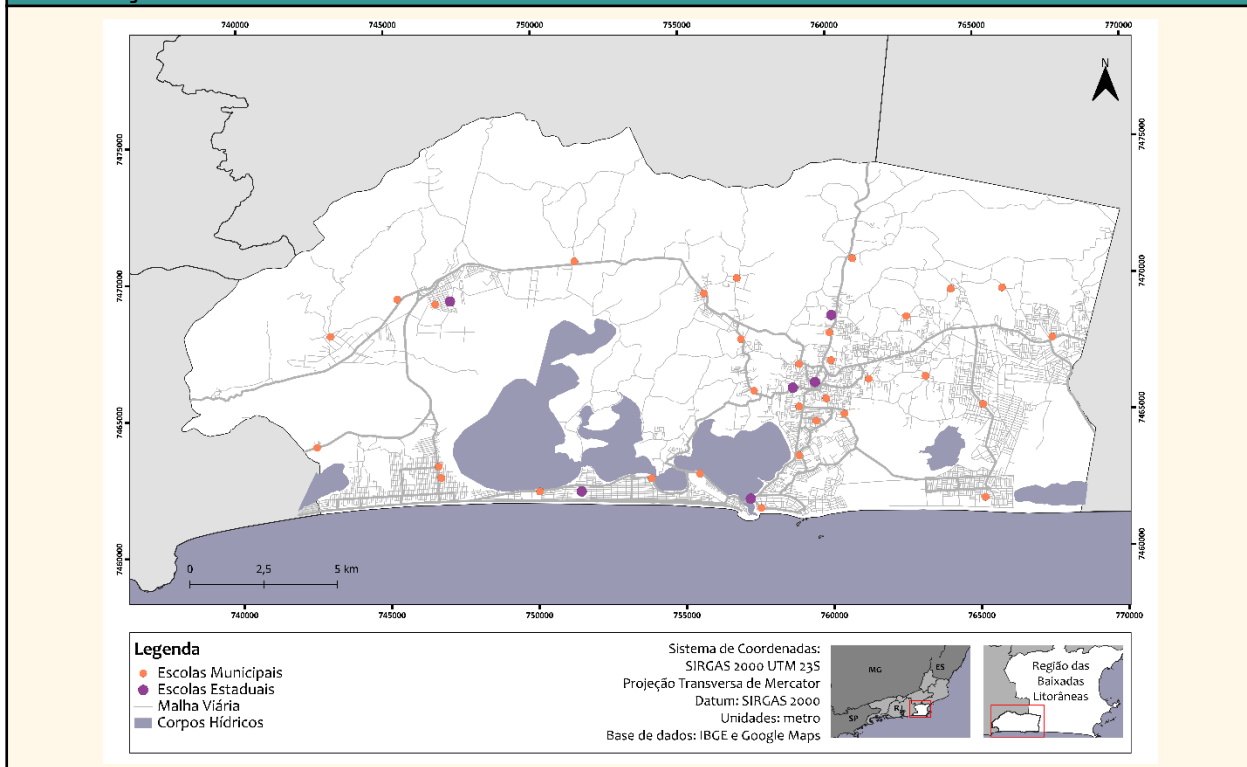 740000 745000 750000 755000 760000 765000 770000
N
7475000 7475000
7470000 7470000
7465000 7465000
7460000 7460000
0 2,5 5 km
740000 745000 750000 755000 760000 765000 770000
Legenda
Escolas Municipais
Escolas Estaduais
Malha Viária
Corpos Hídricos
Sistema de Coordenadas:
SIRGAS 2000 UTM 23S
Projeção Transversa de Mercator
Datum: SIRGAS 2000
Unidades: metro
Base de dados: IBGE e Google Maps
MG
ES
SP
Região das
Baixadas
Litorâneas